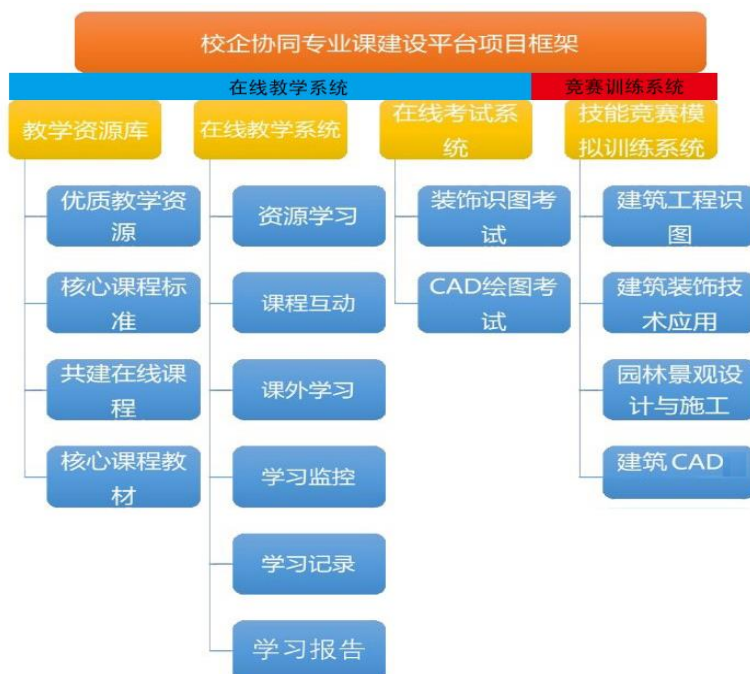 校企协同专业课建设平台项目框架
在线教学系统
竞赛训练系统
教学资源库
优质教学资
源
核心课程标
准
共建在线课
程
核心课程教
材
在线教学系统
资源学习
课程互动
课外学习
学习监控
学习记录
学习报告
在线考试系
统
装饰识图考
试
CAD绘图考
试
技能竞赛模
拟训练系统
建筑工程识
图
建筑装饰技
术应用
园林景观设
计与施工
建筑CAD